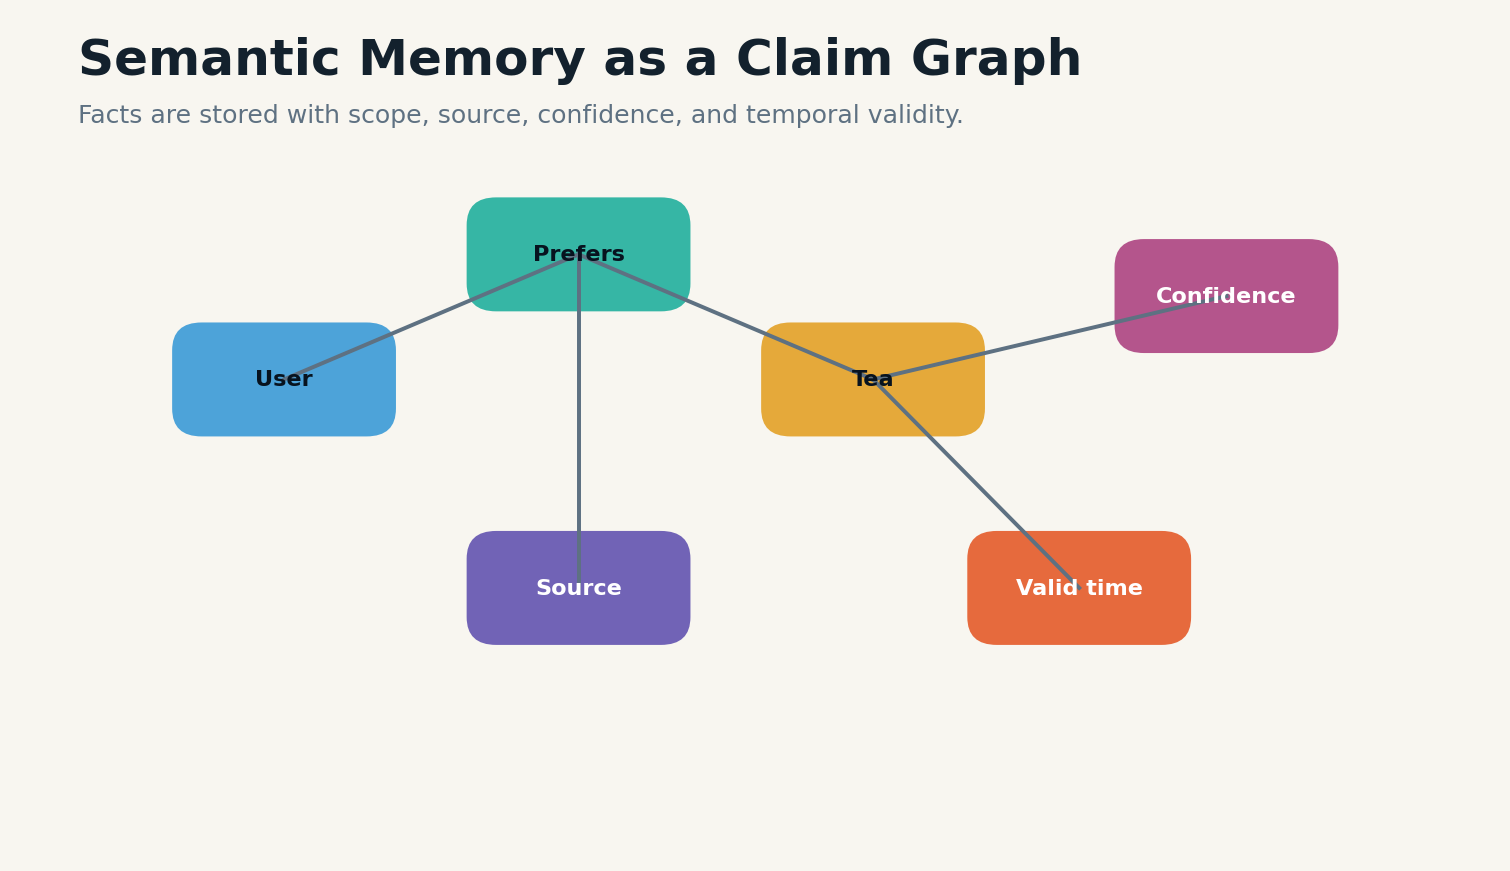 Semantic Memory as a Claim Graph
Facts are stored with scope, source, confidence, and temporal validity.
Prefers
Confidence
User
Tea
Source
Valid time